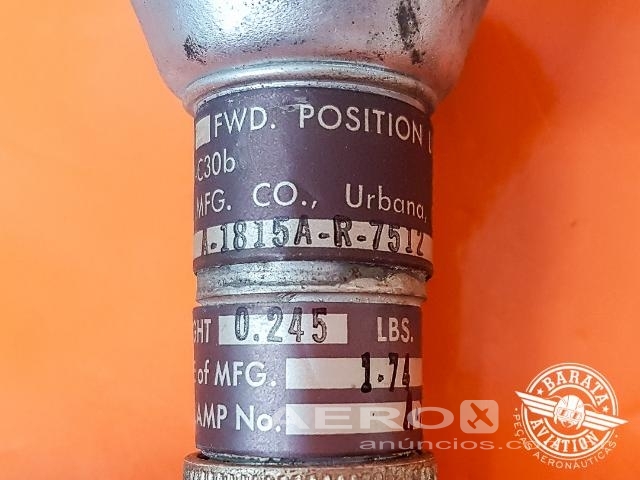 FWD. POSITION L
C30b
MFG. CO., Urbana,
A-1815A-R-7512
GHT 0.245 LBS.
E of MFG. 1-74
AMP No.
AERO X
anúncios.c
BARATA
AVIATION
PEÇAS AERONÁUTICAS